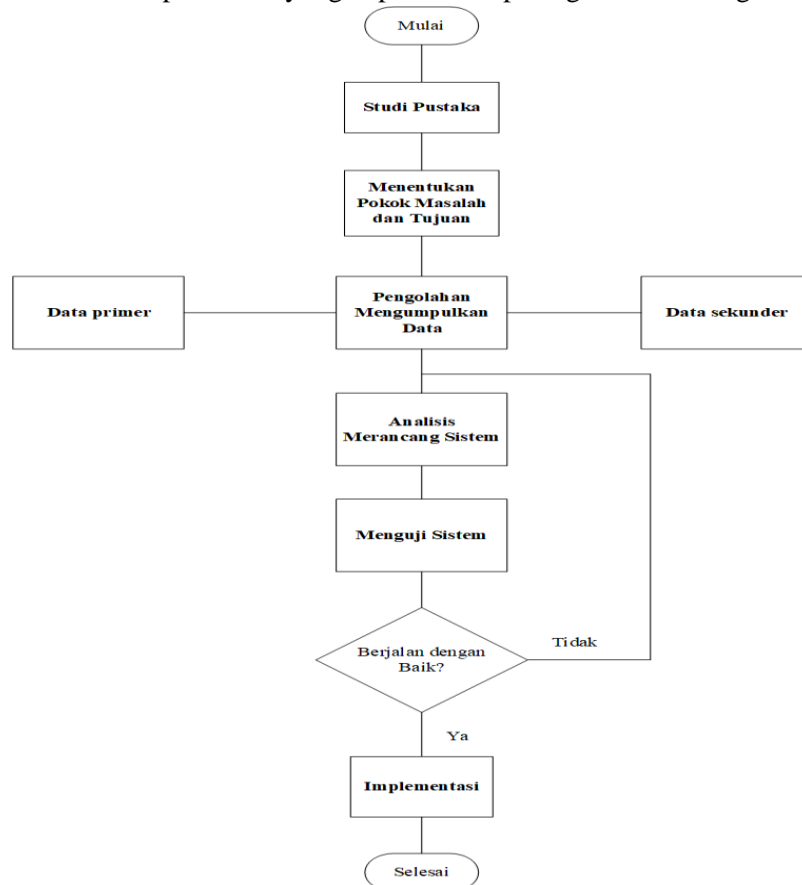 Mulai
Studi Pustaka
Menentukan
Pokok Masalah
dan Tujuan
Data primer
Pengolahan
Mengumpulkan
Data
Data sekunder
Analisis
Merancang Sistem
Menguji Sistem
Berjalan dengan
Baik?
Tidak
Ya
Implementasi
Selesai